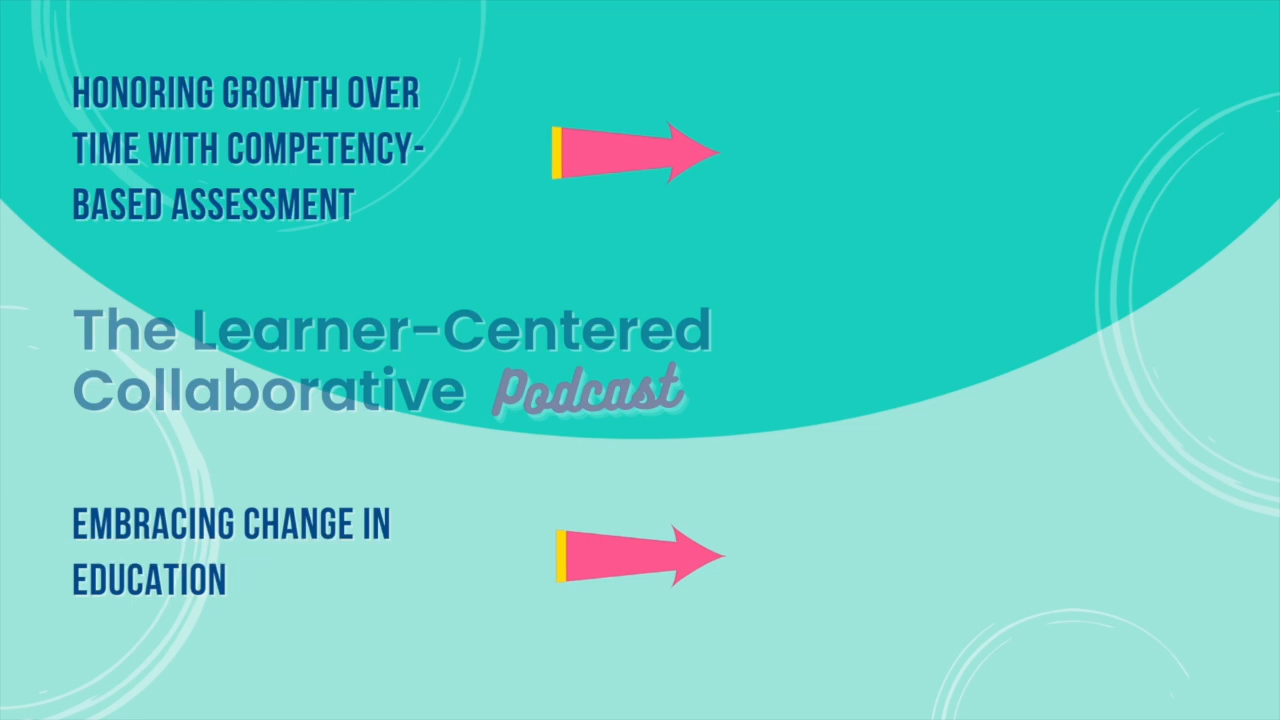 HONORING GROWTH OVER
TIME WITH COMPETENCY-
BASED ASSESSMENT
The Learner-Centered
Collaborative Podcast
EMBRACING CHANGE IN
EDUCATION